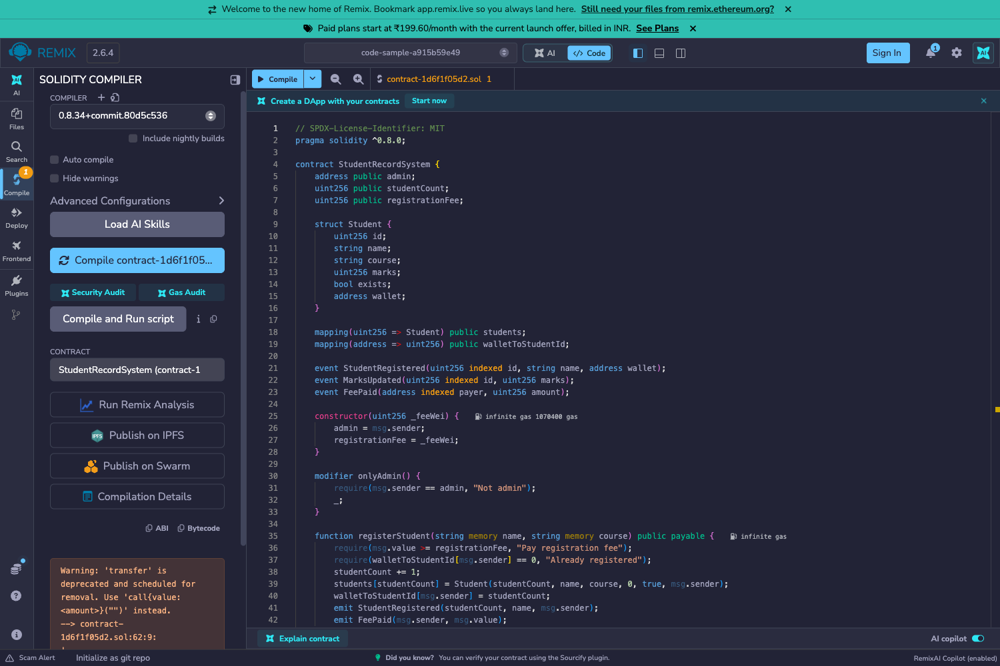 Welcome to the new home of Remix. Bookmark app.remix.live so you always land here. Still need your files from remix.ethereum.org?
Paid plans start at ₹199.60/month with the current launch offer, billed in INR. See Plans
REMIX 2.6.4
code-sample-a915b59e49
AI
Code
Sign In
1
AI
AI
AI
Files
Search
1
Compile
Deploy
Frontend
Plugins
SOLIDITY COMPILER
COMPILER
0.8.34+commit.80d5c536
Include nightly builds
Auto compile
Hide warnings
Advanced Configurations
Load AI Skills
Compile contract-1d6f1f05...
Security Audit
Gas Audit
Compile and Run script
CONTRACT
StudentRecordSystem (contract-1
Run Remix Analysis
IPFS Publish on IPFS
Publish on Swarm
Compilation Details
ABI
Bytecode
Warning: 'transfer' is
deprecated and scheduled for
removal. Use 'call{value:
<amount>}("")' instead.
--> contract-
1d6f1f05d2.sol:62:9:
Compile
contract-1d6f1f05d2.sol 1
Create a DApp with your contracts
Start now
1 // SPDX-License-Identifier: MIT
2 pragma solidity ^0.8.0;
3
4 contract StudentRecordSystem {
5 address public admin;
6 uint256 public studentCount;
7 uint256 public registrationFee;
8
9 struct Student {
10 uint256 id;
11 string name;
12 string course;
13 uint256 marks;
14 bool exists;
15 address wallet;
16 }
17
18 mapping(uint256 => Student) public students;
19 mapping(address => uint256) public walletToStudentId;
20
21 event StudentRegistered(uint256 indexed id, string name, address wallet);
22 event MarksUpdated(uint256 indexed id, uint256 marks);
23 event FeePaid(address indexed payer, uint256 amount);
24
25 constructor(uint256 _feeWei) { infinite gas 1070400 gas
26 admin = msg.sender;
27 registrationFee = _feeWei;
28 }
29
30 modifier onlyAdmin() {
31 require(msg.sender == admin, "Not admin");
32 _;
33 }
34
35 function registerStudent(string memory name, string memory course) public payable { infinite gas
36 require(msg.value >= registrationFee, "Pay registration fee");
37 require(walletToStudentId[msg.sender] == 0, "Already registered");
38 studentCount += 1;
39 students[studentCount] = Student(studentCount, name, course, 0, true, msg.sender);
40 walletToStudentId[msg.sender] = studentCount;
41 emit StudentRegistered(studentCount, name, msg.sender);
42 emit FeePaid(msg.sender, msg.value);
Explain contract
AI copilot
Scam Alert
Initialize as git repo
Did you know? You can verify your contract using the Sourcify plugin.
RemixAI Copilot (enabled)